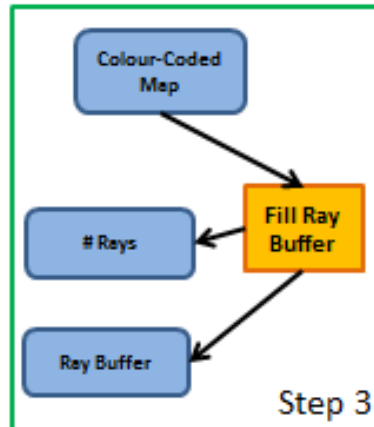 Colour-Coded
Map
Fill Ray
Buffer
# Rays
Ray Buffer
Step 3